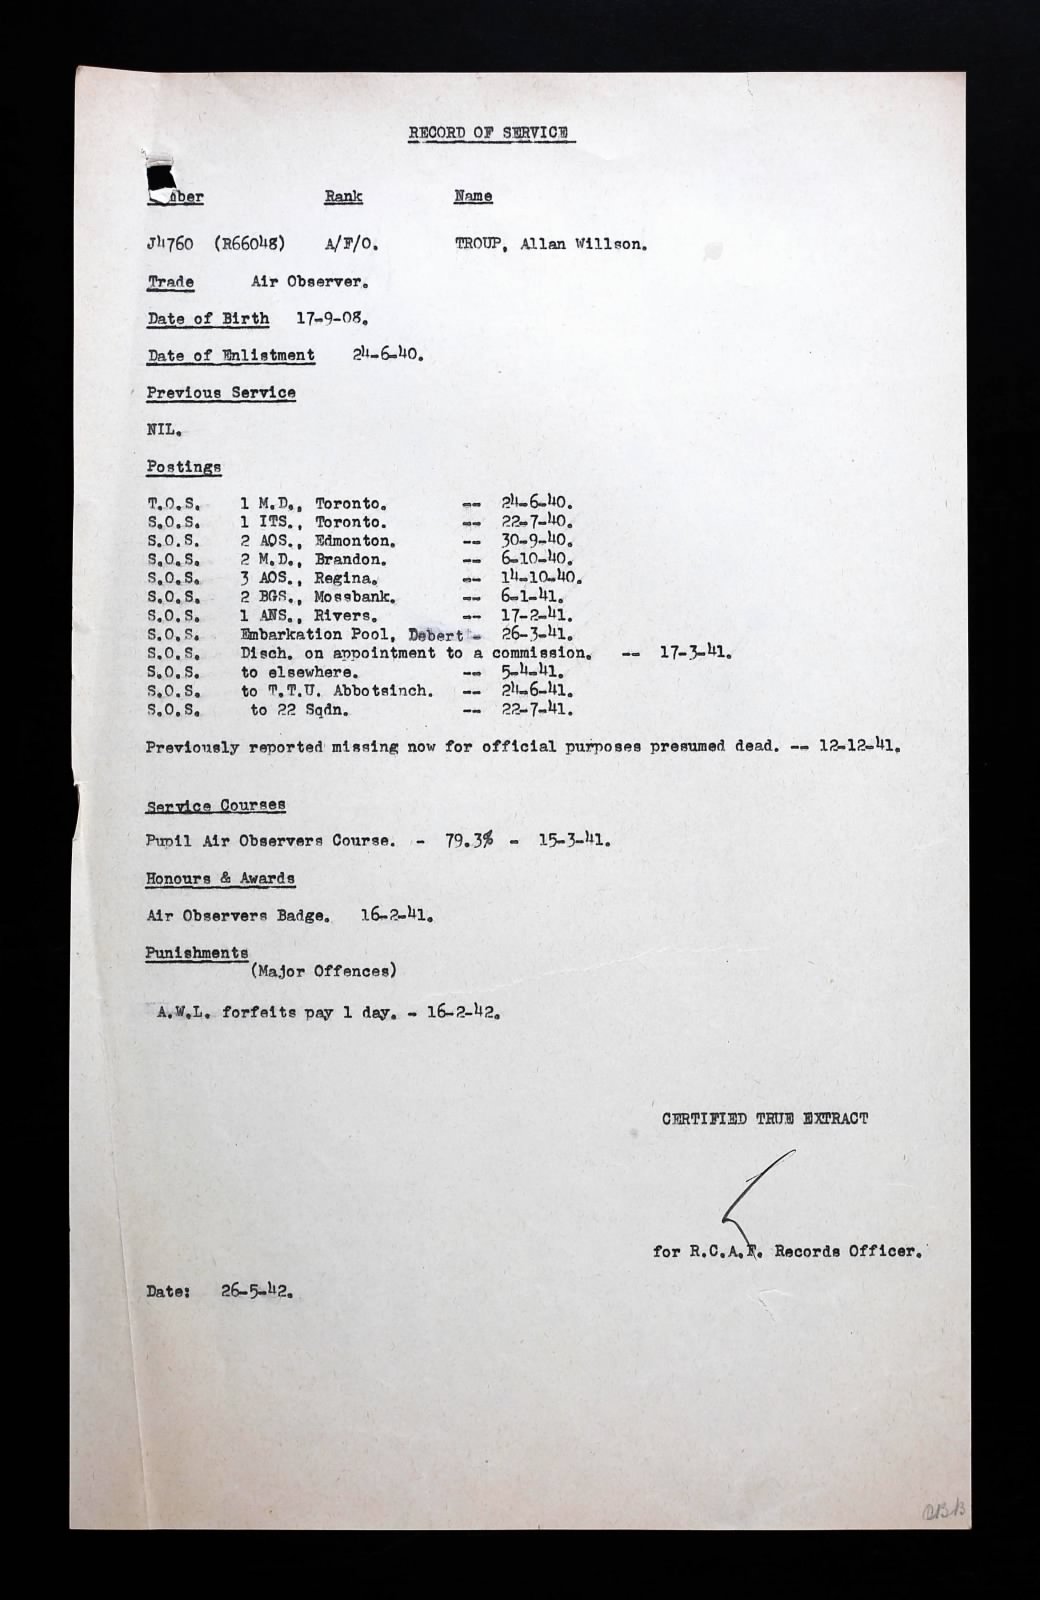 RECORD OF SERVICE
mber Rank Name
J4760 (R66048) A/F/O. TROUP, Allan Willson.
Trade Air Observer.
Date of Birth 17-9-08.
Date of Enlistment 24-6-40.
Previous Service
NIL.
Postings
T.O.S. 1 M.D., Toronto. -- 24-6-40.
S.O.S. 1 ITS., Toronto. -- 22-7-40.
S.O.S. 2 AOS., Edmonton. -- 30-9-40.
S.O.S. 2 M.D., Brandon. -- 6-10-40.
S.O.S. 3 AOS., Regina. -- 14-10-40.
S.O.S. 2 BGS., Mossbank. -- 6-1-41.
S.O.S. 1 ANS., Rivers. -- 17-2-41.
S.O.S. Embarkation Pool, Debert - 26-3-41.
S.O.S. Disch. on appointment to a commission. -- 17-3-41.
S.O.S. to elsewhere. -- 5-4-41.
S.O.S. to T.T.U. Abbotsinch. -- 24-6-41.
S.O.S. to 22 Sqdn. -- 22-7-41.
Previously reported missing now for official purposes presumed dead. -- 12-12-41.
Service Courses
Pupil Air Observers Course. - 79.3% - 15-3-41.
Honours & Awards
Air Observers Badge. 16-2-41.
Punishments
(Major Offences)
A.W.L. forfeits pay 1 day. - 16-2-42.
CERTIFIED TRUE EXTRACT
for R.C.A.F. Records Officer.
Date: 26-5-42.